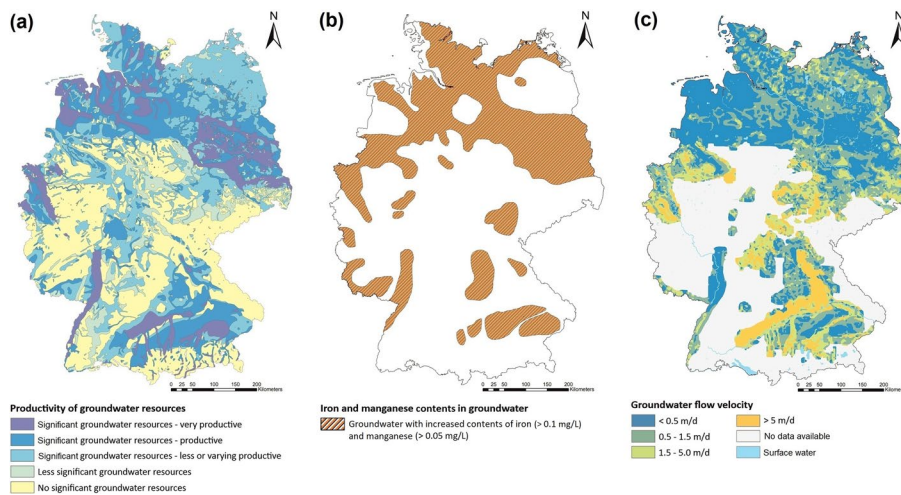 (a)
N
0 25 50 100 150 200
Kilometers
Productivity of groundwater resources
Significant groundwater resources - very productive
Significant groundwater resources - productive
Significant groundwater resources - less or varying productive
Less significant groundwater resources
No significant groundwater resources
(b)
N
0 25 50 100 150 200
Kilometers
Iron and manganese contents in groundwater
Groundwater with increased contents of iron (> 0.1 mg/L)
and manganese (> 0.05 mg/L)
(c)
N
0 25 50 100 150 200
Kilometers
Groundwater flow velocity
< 0.5 m/d
0.5 - 1.5 m/d
1.5 - 5.0 m/d
> 5 m/d
No data available
Surface water